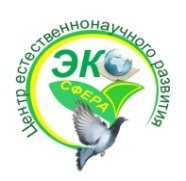 Центр естественнонаучного развития
ЭКО
СФЕРА